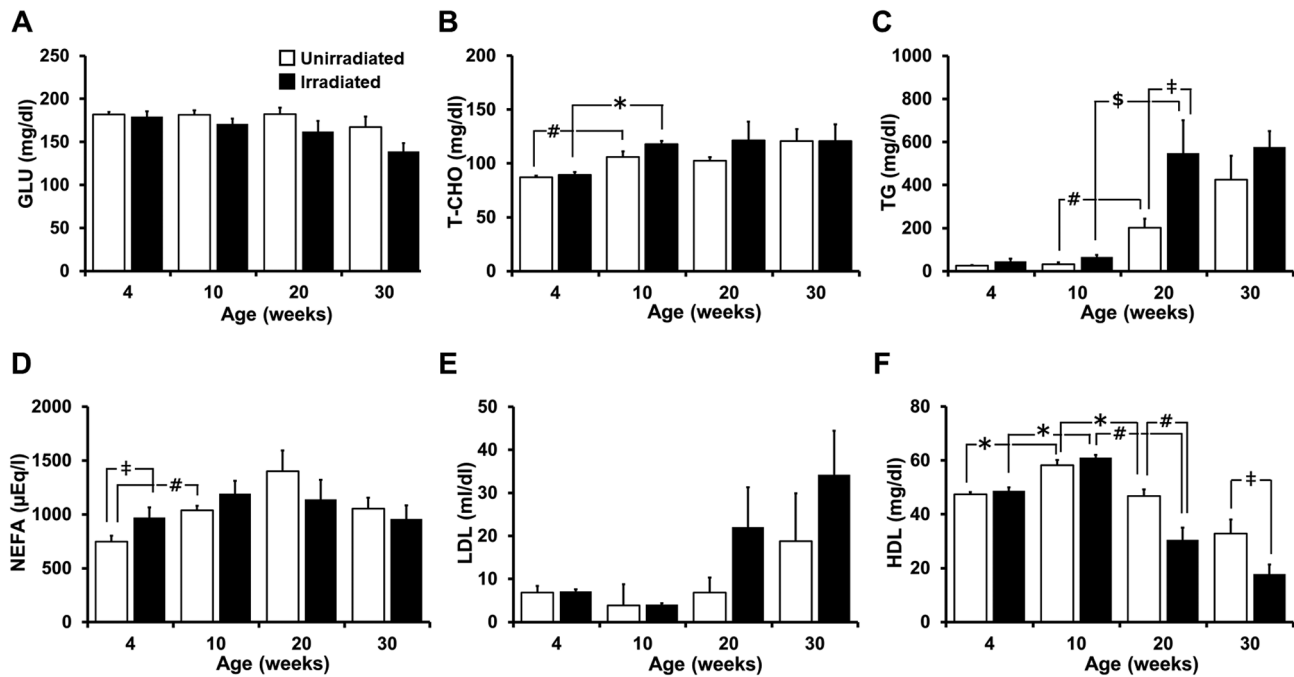 A
GLU (mg/dl)
250
200
150
100
50
0
Unirradiated
Irradiated
4 10 20 30
Age (weeks)
B
T-CHO (mg/dl)
200
150
100
50
0
#
*
4 10 20 30
Age (weeks)
C
TG (mg/dl)
1000
800
600
400
200
0
#
$
‡
4 10 20 30
Age (weeks)
D
NEFA (µEq/l)
2000
1500
1000
500
0
‡
#
4 10 20 30
Age (weeks)
E
LDL (ml/dl)
50
40
30
20
10
0
4 10 20 30
Age (weeks)
F
HDL (mg/dl)
80
60
40
20
0
* * # * #
‡
4 10 20 30
Age (weeks)